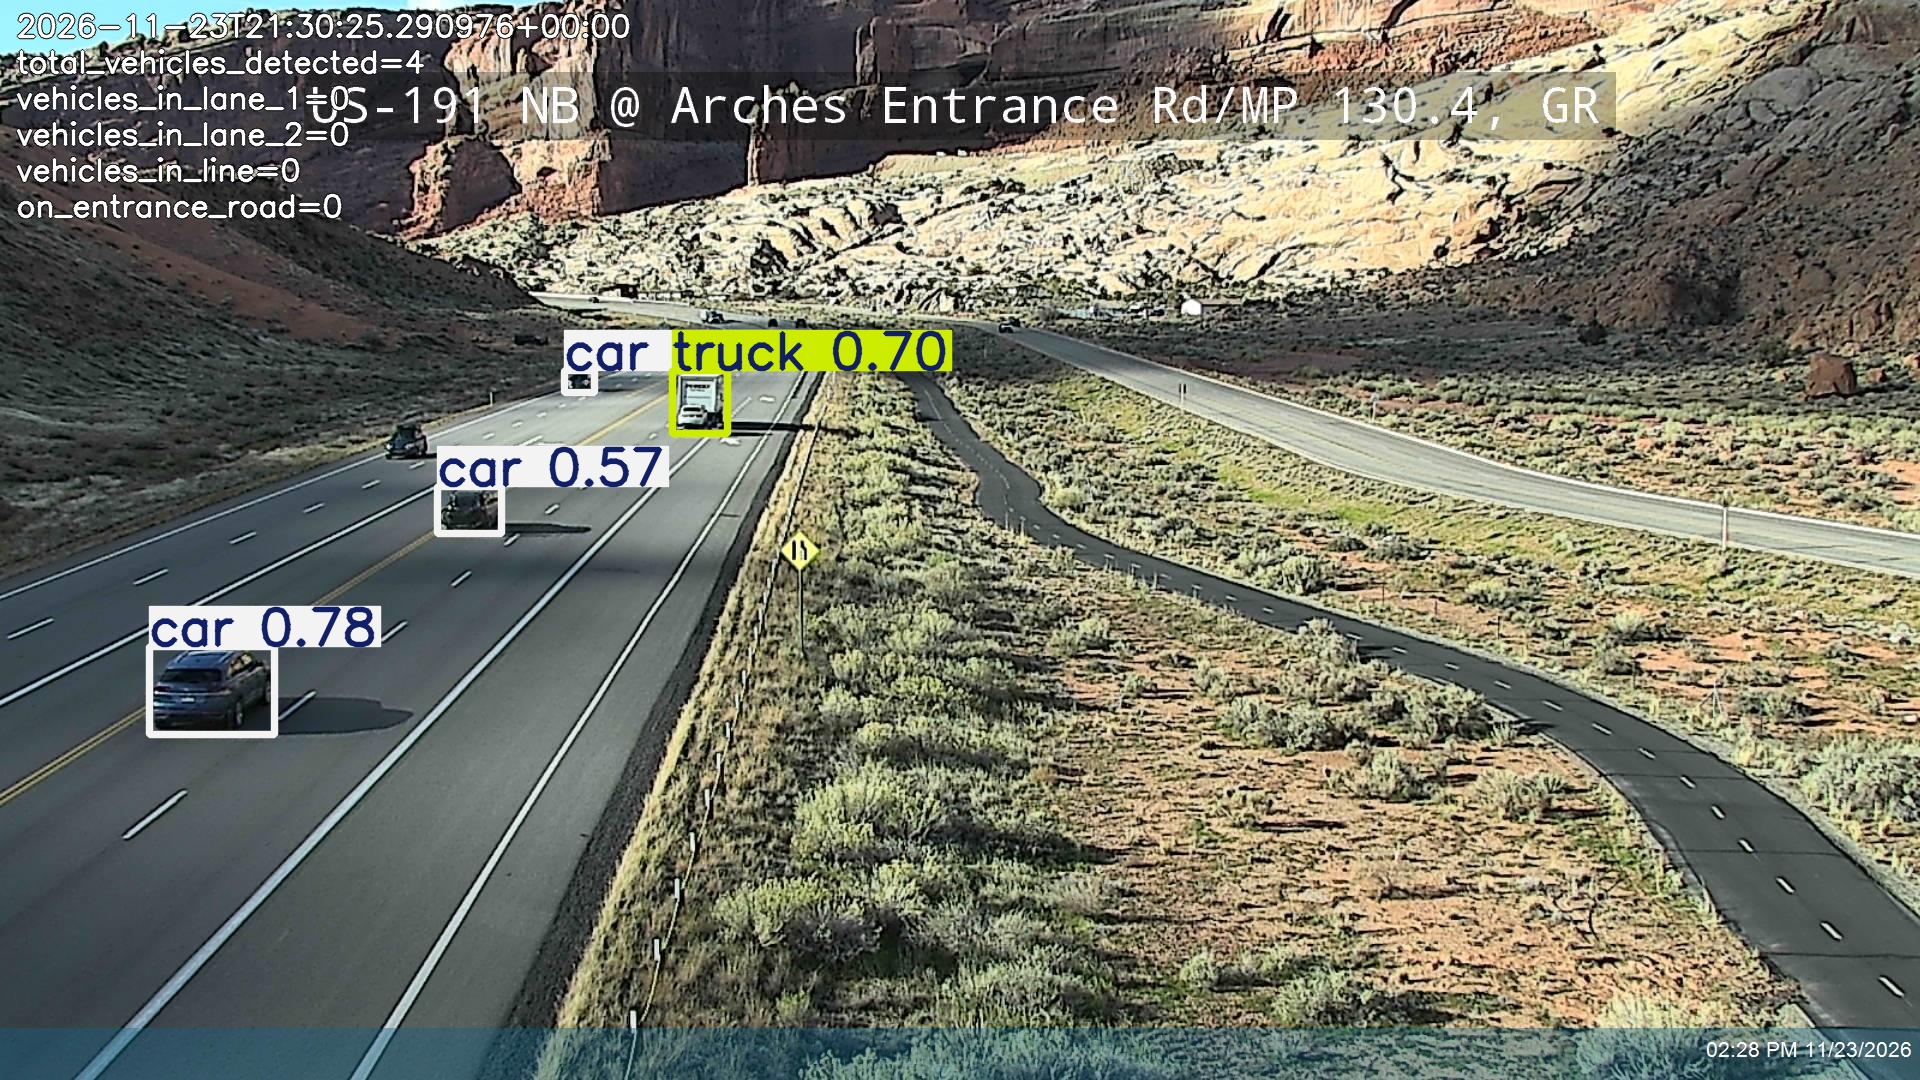 2026-11-23T21:30:25.290976+00:00
total_vehicles_detected=4
vehicles_in_lane_1=0
US-191 NB @ Arches Entrance Rd/MP 130.4, GR
vehicles_in_lane_2=0
vehicles_in_line=0
on_entrance_road=0
car
truck 0.70
car 0.57
car 0.78
02:28 PM 11/23/2026